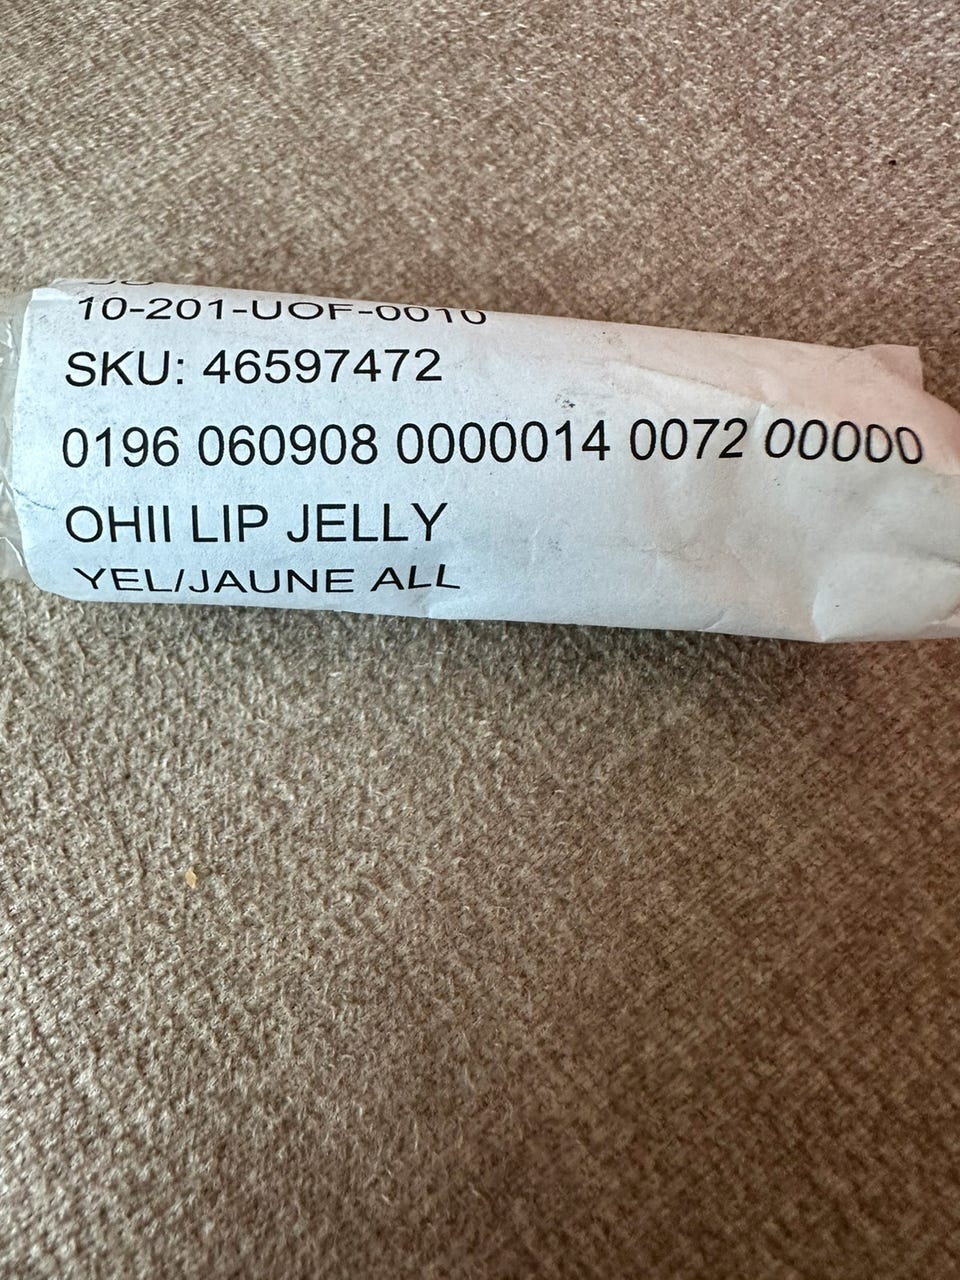 10-201-UOF-0010
SKU: 46597472
0196 060908 0000014 0072 00000
OHII LIP JELLY
YEL/JAUNE ALL